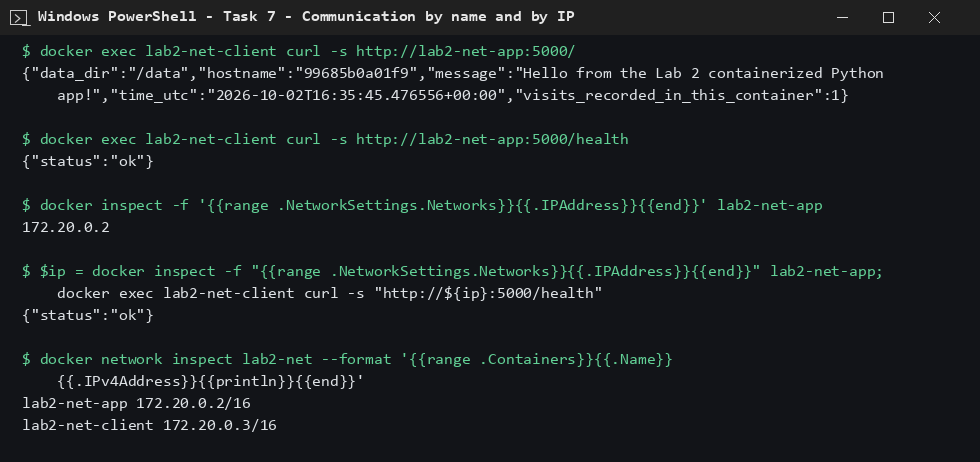 Windows PowerShell - Task 7 - Communication by name and by IP
$ docker exec lab2-net-client curl -s http://lab2-net-app:5000/
{"data_dir":"/data","hostname":"99685b0a01f9","message":"Hello from the Lab 2 containerized Python
app!","time_utc":"2026-10-02T16:35:45.476556+00:00","visits_recorded_in_this_container":1}
$ docker exec lab2-net-client curl -s http://lab2-net-app:5000/health
{"status":"ok"}
$ docker inspect -f '{{range .NetworkSettings.Networks}}{{.IPAddress}}{{end}}' lab2-net-app
172.20.0.2
$ $ip = docker inspect -f "{{range .NetworkSettings.Networks}}{{.IPAddress}}{{end}}" lab2-net-app;
docker exec lab2-net-client curl -s "http://${ip}:5000/health"
{"status":"ok"}
$ docker network inspect lab2-net --format '{{range .Containers}}{{.Name}}
{{.IPv4Address}}{{println}}{{end}}'
lab2-net-app 172.20.0.2/16
lab2-net-client 172.20.0.3/16